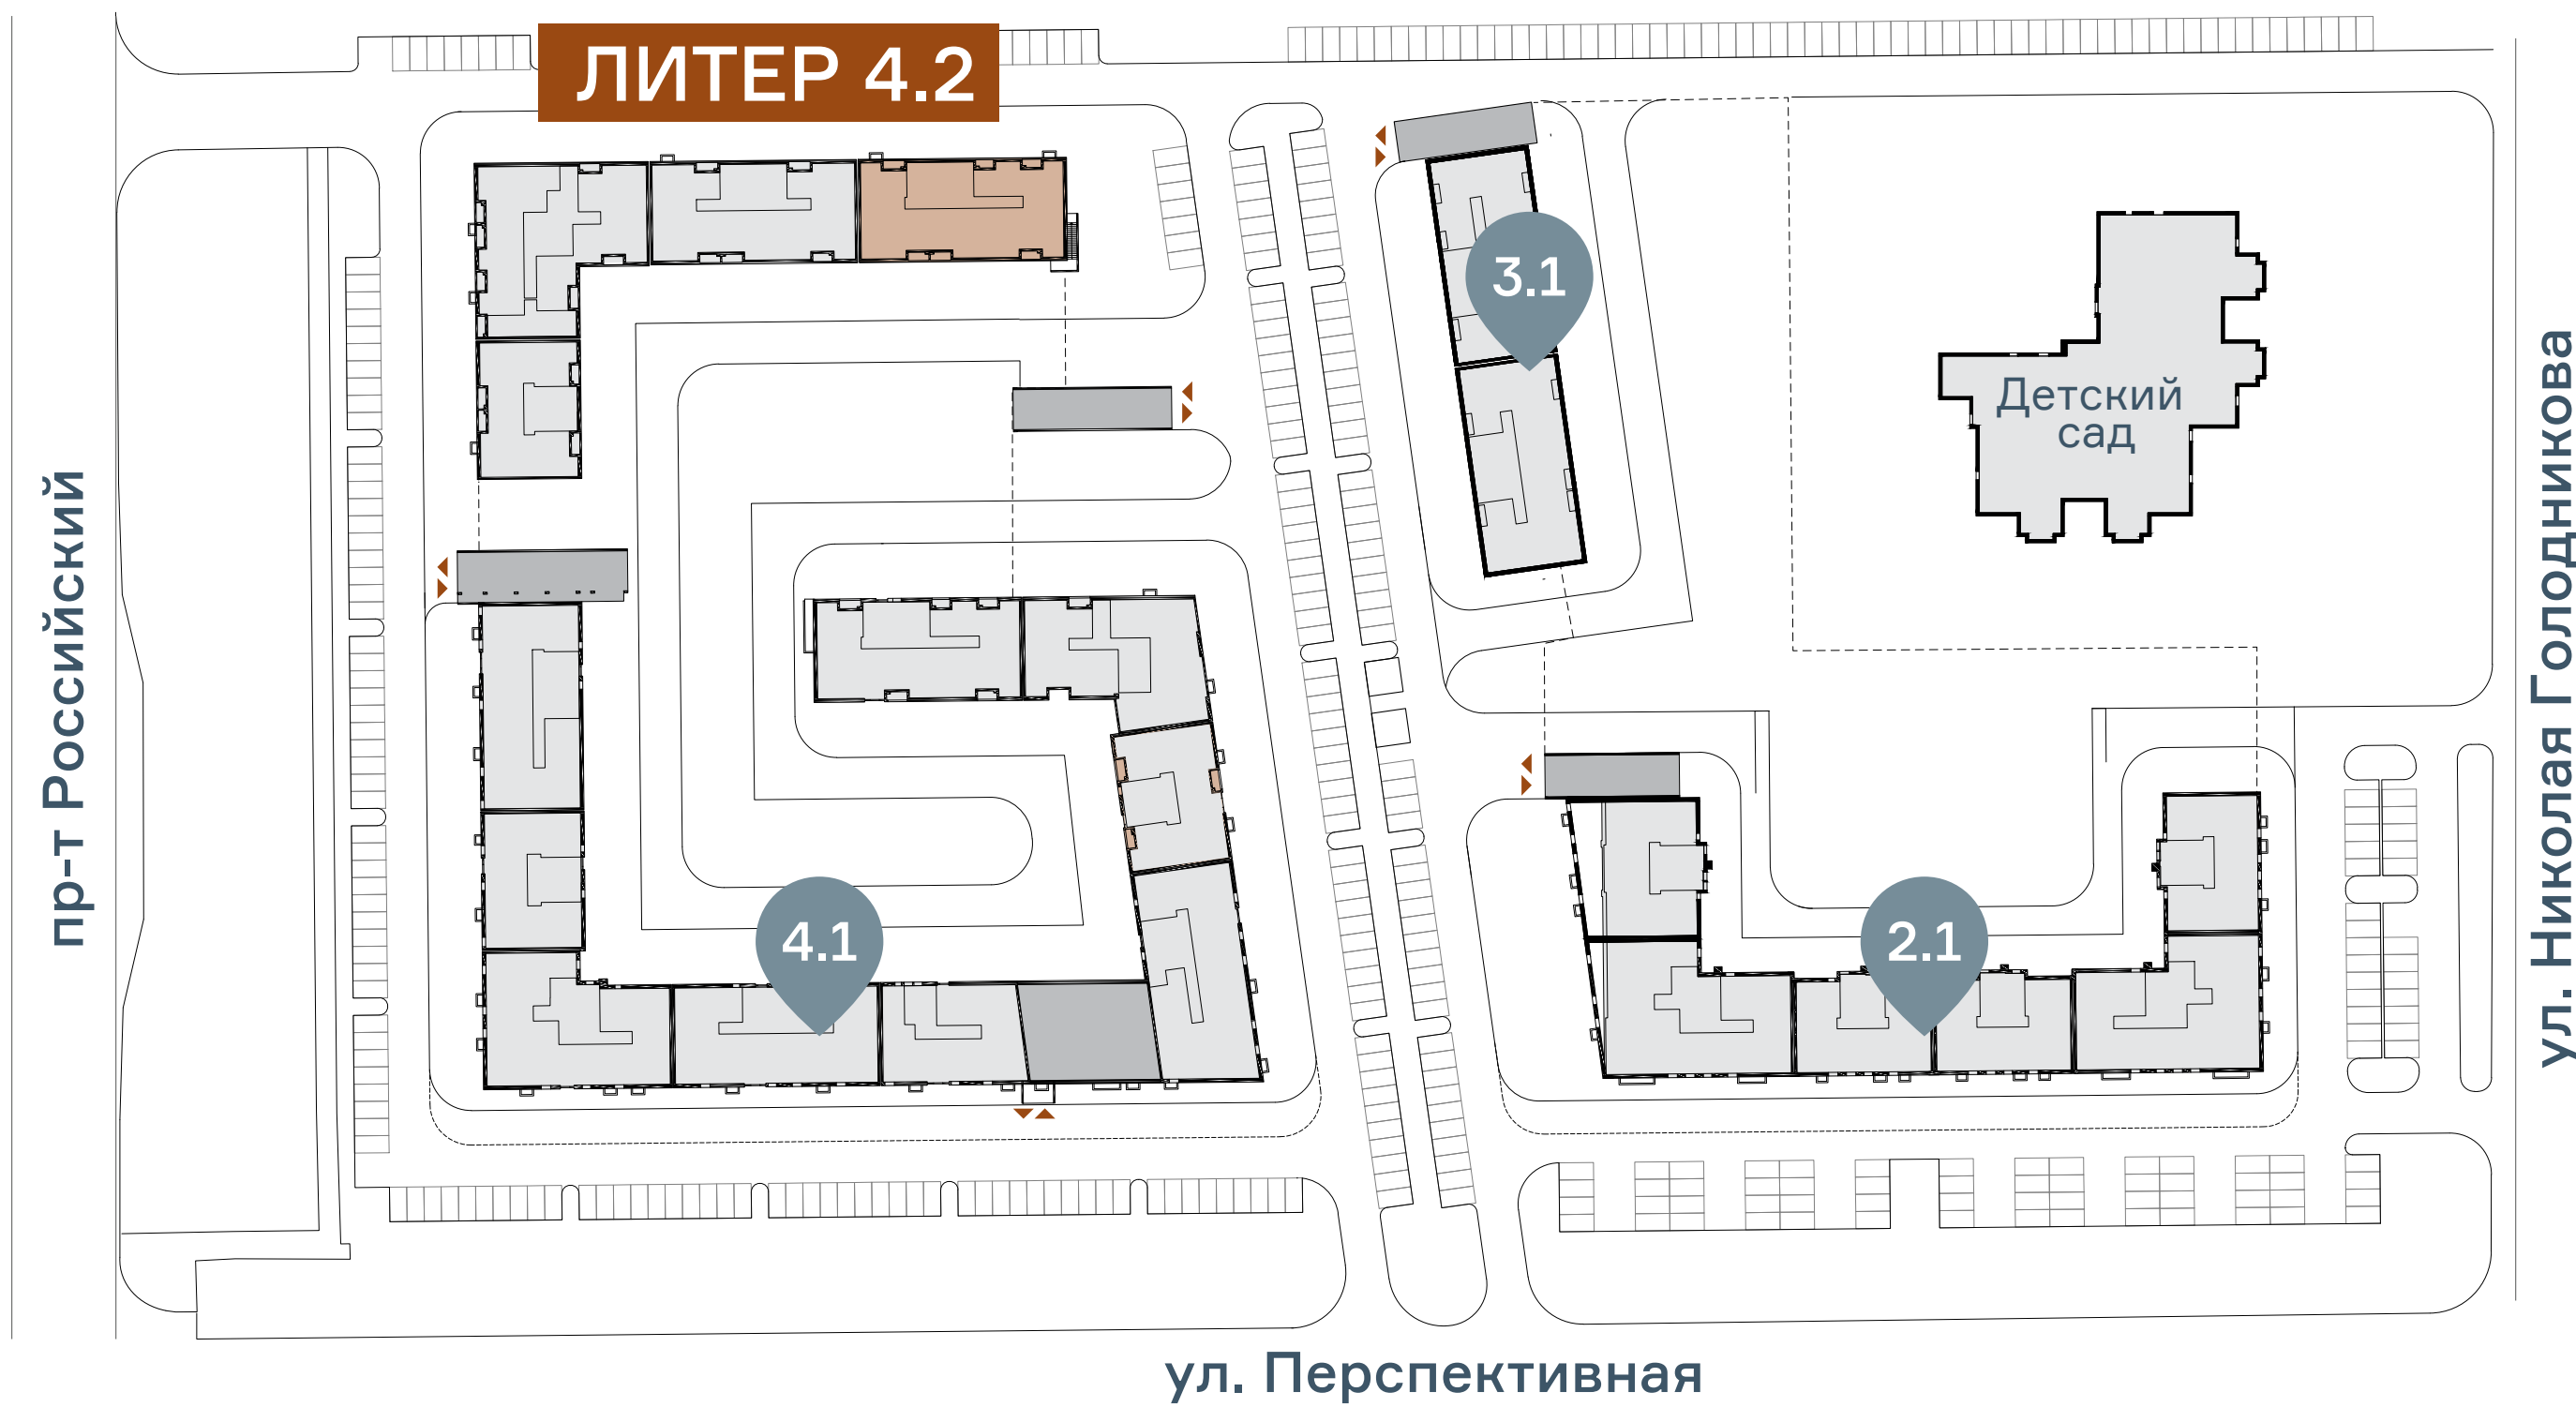 ЛИТЕР 4.2
3.1
Детский
сад
пр-т Российский
ул. Николая Голодникова
4.1
2.1
ул. Перспективная